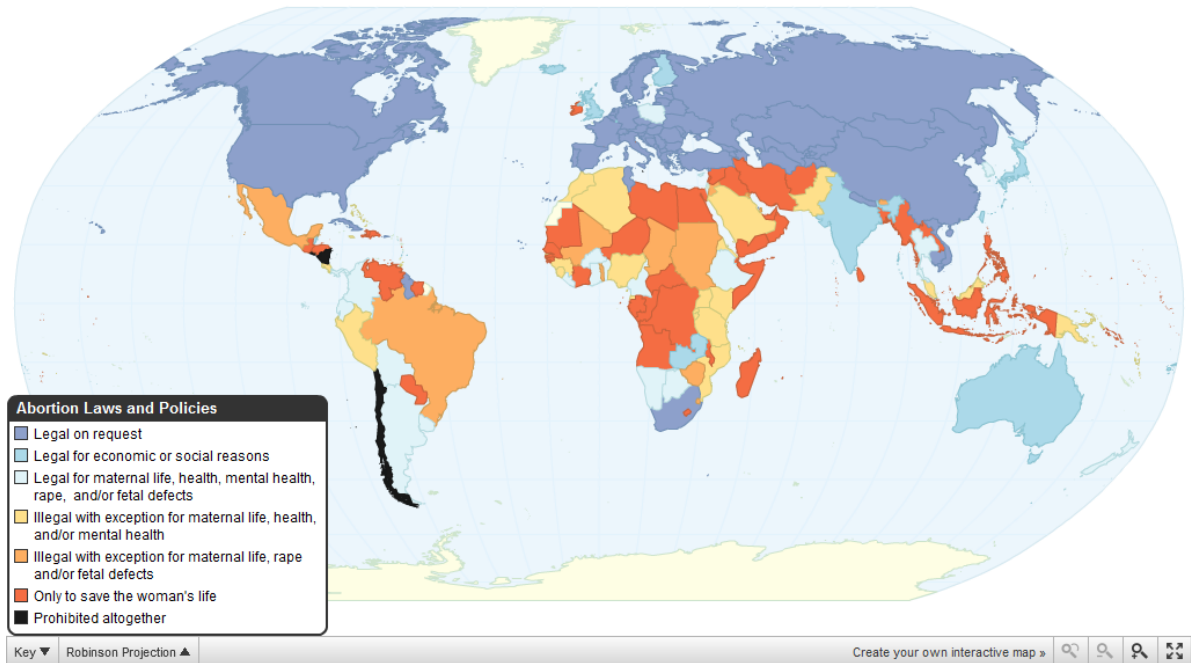 Abortion Laws and Policies
Legal on request
Legal for economic or social reasons
Legal for maternal life, health, mental health,
rape, and/or fetal defects
Illegal with exception for maternal life, health,
and/or mental health
Illegal with exception for maternal life, rape
and/or fetal defects
Only to save the woman's life
Prohibited altogether
Key ▼ Robinson Projection ▲ Create your own interactive map »